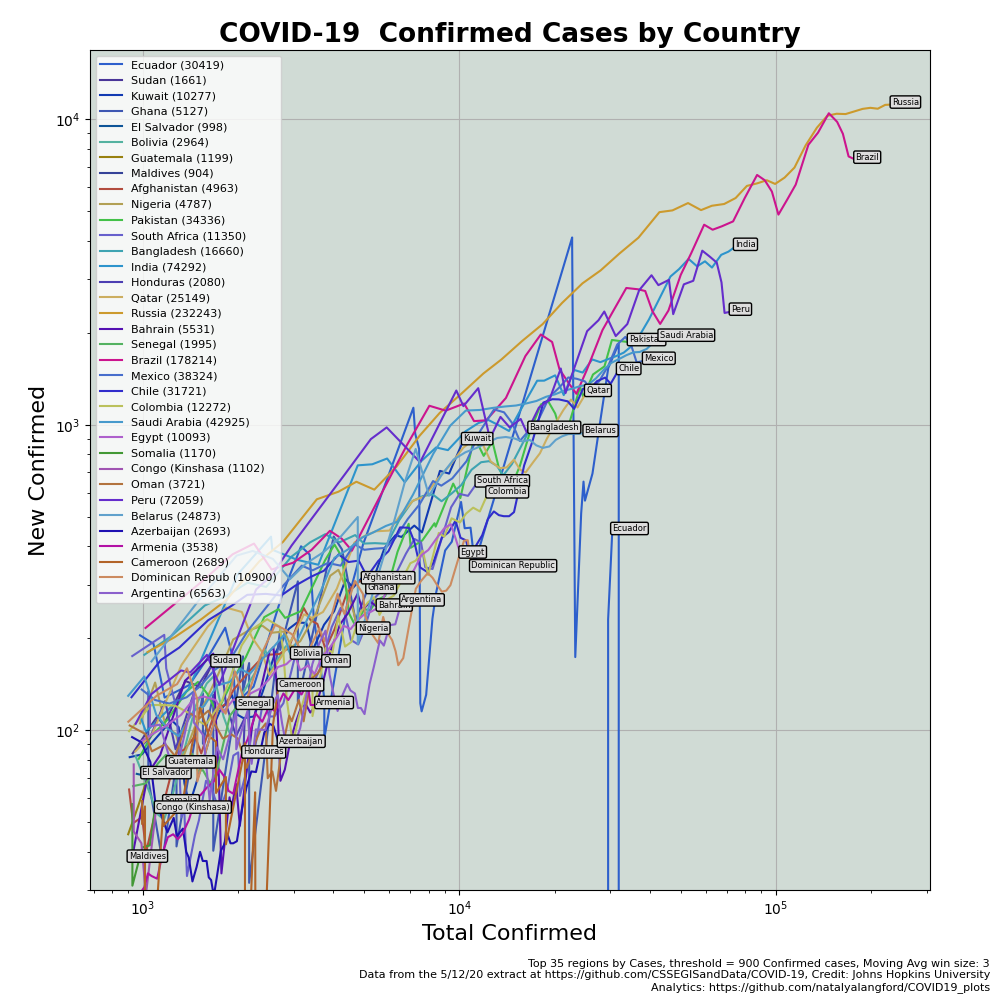 COVID-19 Confirmed Cases by Country
Ecuador (30419)
Sudan (1661)
Kuwait (10277)
Ghana (5127)
El Salvador (998)
Bolivia (2964)
Guatemala (1199)
Maldives (904)
Afghanistan (4963)
Nigeria (4787)
Pakistan (34336)
South Africa (11350)
Bangladesh (16660)
India (74292)
Honduras (2080)
Qatar (25149)
Russia (232243)
Bahrain (5531)
Senegal (1995)
Brazil (178214)
Mexico (38324)
Chile (31721)
Colombia (12272)
Saudi Arabia (42925)
Egypt (10093)
Somalia (1170)
Congo (Kinshasa (1102)
Oman (3721)
Peru (72059)
Belarus (24873)
Azerbaijan (2693)
Armenia (3538)
Cameroon (2689)
Dominican Repub (10900)
Argentina (6563)
Russia
Brazil
India
Peru
Pakista
Saudi Arabia
Mexico
Chile
Qatar
Bangladesh
Belarus
Kuwait
South Africa
Colombia
Ecuador
Egypt
Dominican Republic
Afghanistan
Ghana
Argentina
Bahrain
Nigeria
Bolivia
Oman
Sudan
Cameroon
Senegal
Armenia
Azerbaijan
Honduras
Guatemala
El Salvador
Somalia
Congo (Kinshasa)
Maldives
10⁴
10³
10²
New Confirmed
10³ 10⁴ 10⁵
Total Confirmed
Top 35 regions by Cases, threshold = 900 Confirmed cases, Moving Avg win size: 3
Data from the 5/12/20 extract at https://github.com/CSSEGISandData/COVID-19, Credit: Johns Hopkins University
Analytics: https://github.com/natalyalangford/COVID19_plots